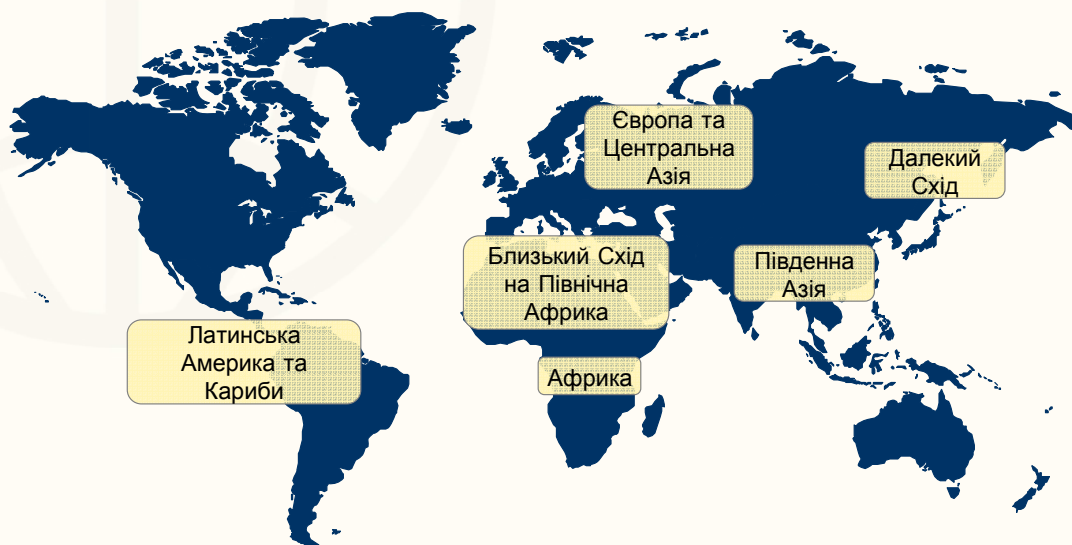 Європа та
Центральна
Азія
Далекий
Схід
Близький Схід
на Північна
Африка
Південна
Азія
Латинська
Америка та
Кариби
Африка